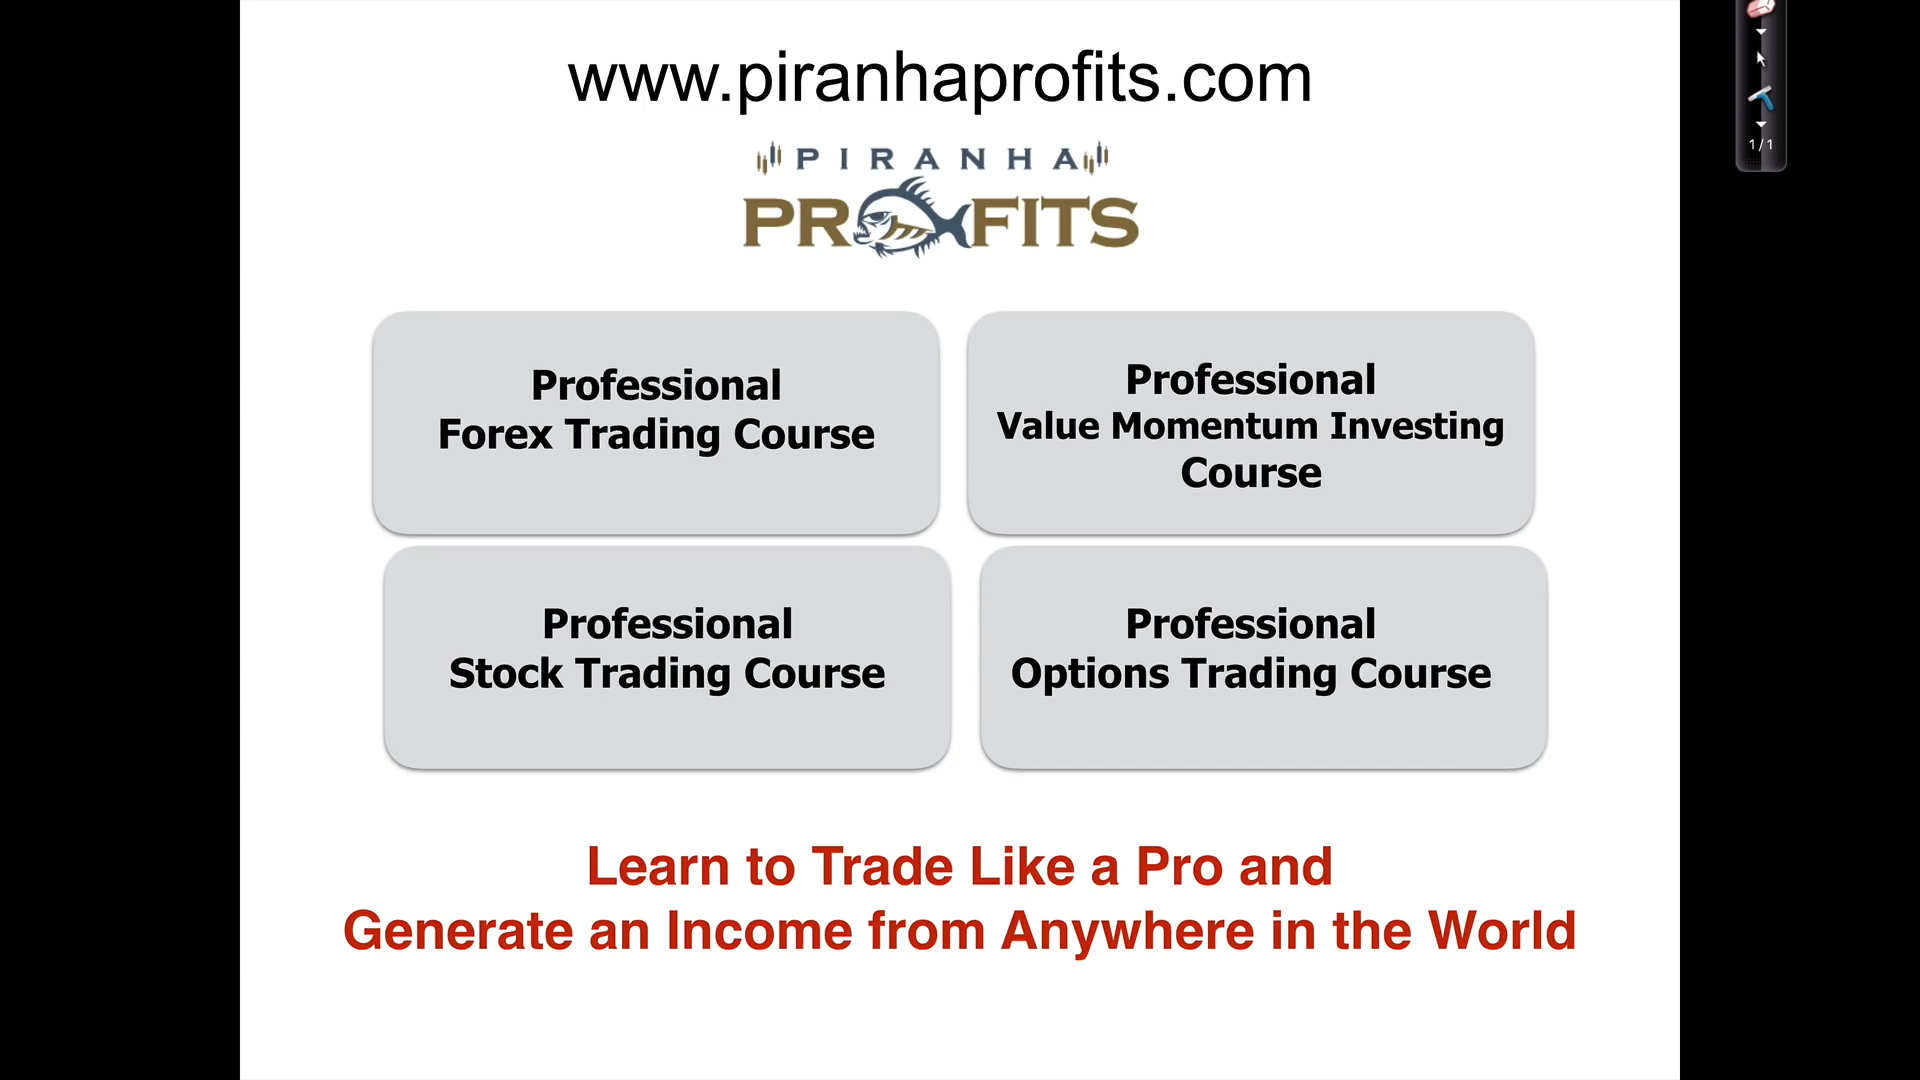 www.piranhaprofits.com
PIRANHA
PROFITS
Professional
Forex Trading Course
Professional
Value Momentum Investing
Course
Professional
Stock Trading Course
Professional
Options Trading Course
Learn to Trade Like a Pro and
Generate an Income from Anywhere in the World
1/1